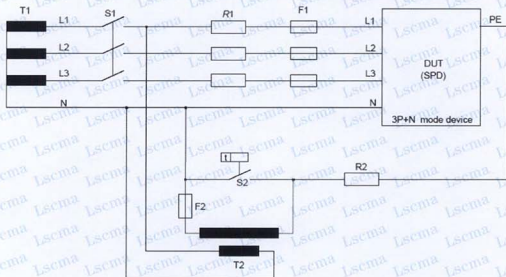 T1
S1
R1
F1
L1
L1
PE
L2
L2
DUT
(SPD)
L3
L3
N
N
3P+N mode device
t
S2
R2
F2
T2
Lscma